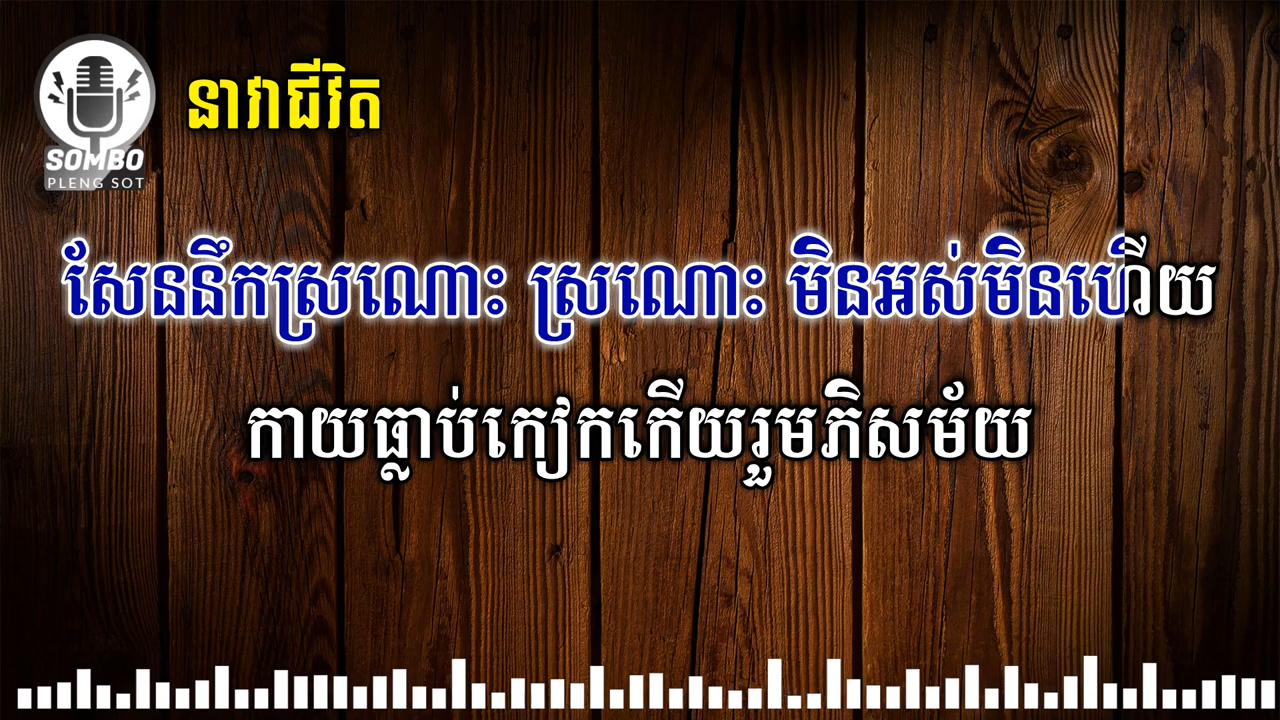 SOMBO
PLENG SOT
នាវាជីវិត
សែននឹកស្រណោះ ស្រណោះ មិនអស់មិនហើយ
កាយធ្លាប់កៀកកើយរួមភិសម័យ